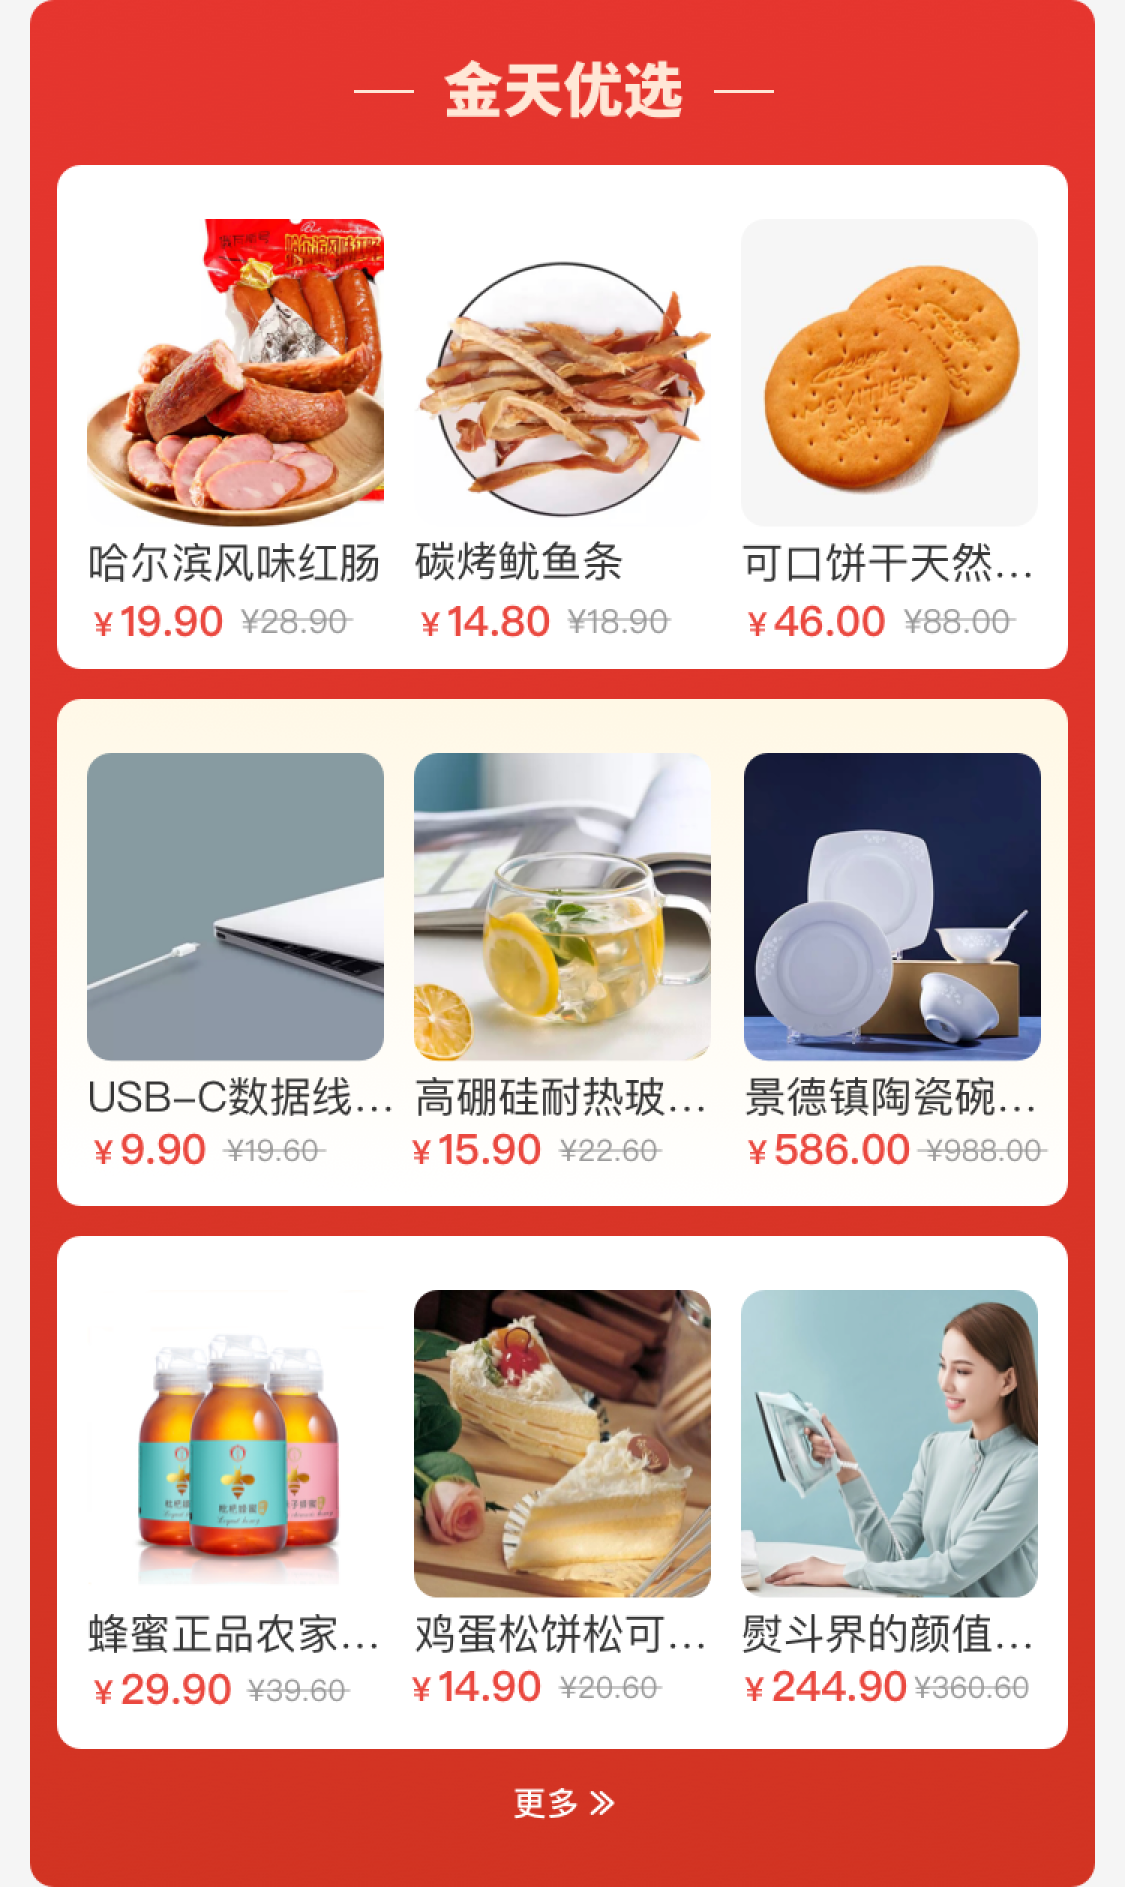 金天优选
哈尔滨风味红肠
碳烤鱿鱼条
可口饼干天然...
¥19.90 ¥28.90
¥14.80 ¥18.90
¥46.00 ¥88.00
USB-C数据线...
高硼硅耐热玻...
景德镇陶瓷碗...
¥9.90 ¥19.60
¥15.90 ¥22.60
¥586.00 ¥988.00
蜂蜜正品农家...
鸡蛋松饼松可...
熨斗界的颜值...
¥29.90 ¥39.60
¥14.90 ¥20.60
¥244.90 ¥360.60
更多 »